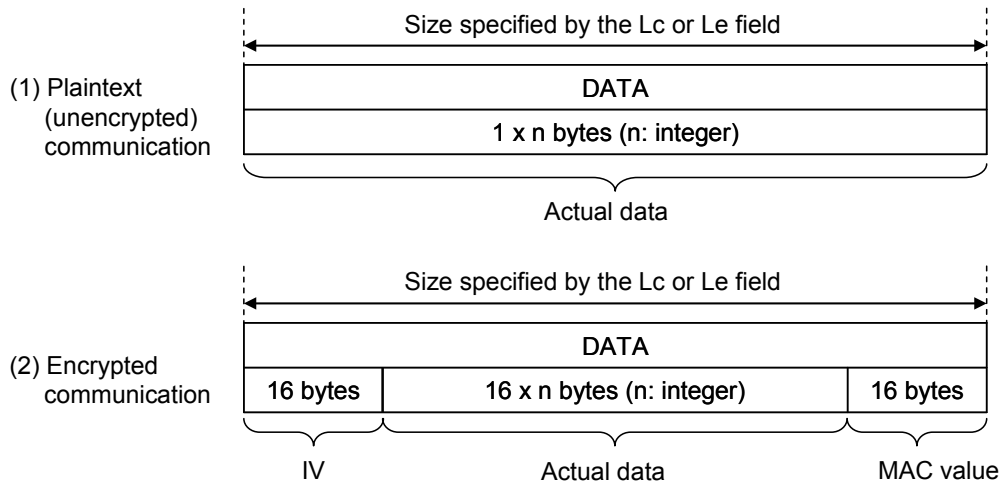 Size specified by the Lc or Le field
(1) Plaintext
(unencrypted)
communication
DATA
1 x n bytes (n: integer)
Actual data
Size specified by the Lc or Le field
(2) Encrypted
communication
DATA
16 bytes
16 x n bytes (n: integer)
16 bytes
IV
Actual data
MAC value